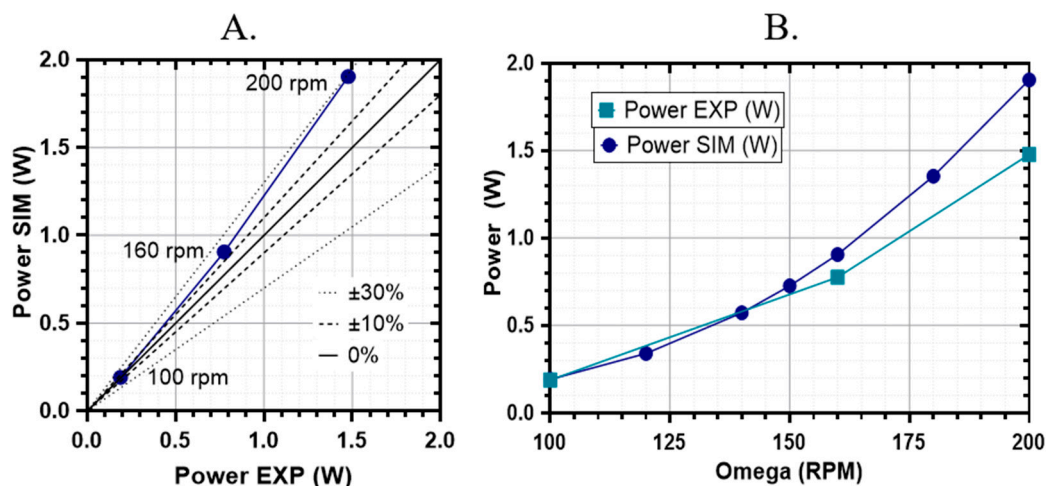 A.
2.0
1.5
1.0
0.5
0.0
0.0 0.5 1.0 1.5 2.0
Power SIM (W)
Power EXP (W)
200 rpm
160 rpm
100 rpm
±30%
±10%
0%
B.
2.0
1.5
1.0
0.5
0.0
100 125 150 175 200
Power (W)
Omega (RPM)
Power EXP (W)
Power SIM (W)